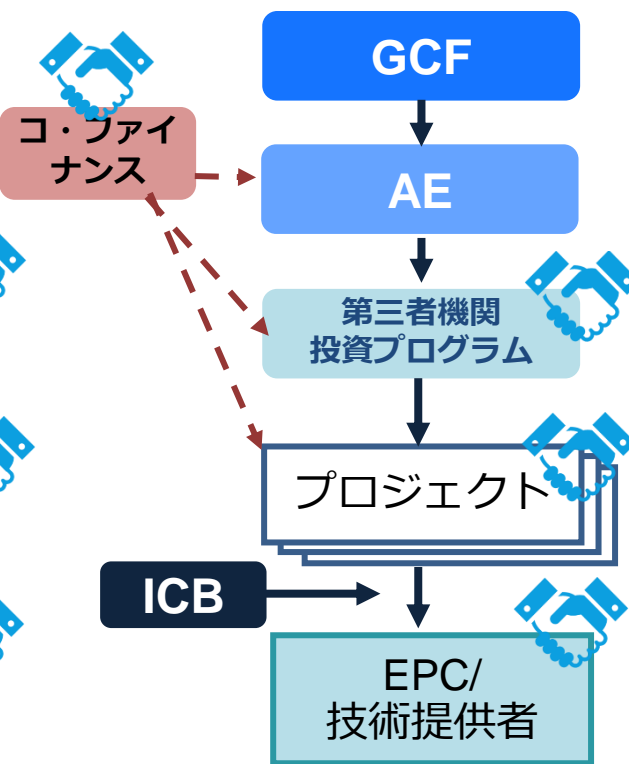 GCF
コ・ファイ
ナンス
AE
第三者機関
投資プログラム
プロジェクト
ICB
EPC/
技術提供者